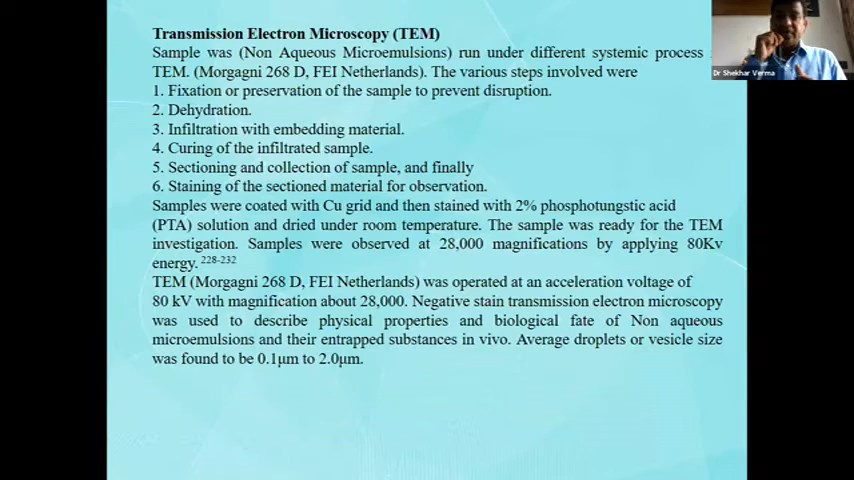 Transmission Electron Microscopy (TEM)
Sample was (Non Aqueous Microemulsions) run under different systemic process
TEM. (Morgagni 268 D, FEI Netherlands). The various steps involved were
1. Fixation or preservation of the sample to prevent disruption.
2. Dehydration.
3. Infiltration with embedding material.
4. Curing of the infiltrated sample.
5. Sectioning and collection of sample, and finally
6. Staining of the sectioned material for observation.
Samples were coated with Cu grid and then stained with 2% phosphotungstic acid
(PTA) solution and dried under room temperature. The sample was ready for the TEM
investigation. Samples were observed at 28,000 magnifications by applying 80Kv
energy. 228-232
TEM (Morgagni 268 D, FEI Netherlands) was operated at an acceleration voltage of
80 kV with magnification about 28,000. Negative stain transmission electron microscopy
was used to describe physical properties and biological fate of Non aqueous
microemulsions and their entrapped substances in vivo. Average droplets or vesicle size
was found to be 0.1μm to 2.0μm.
Dr Shekhar Verma